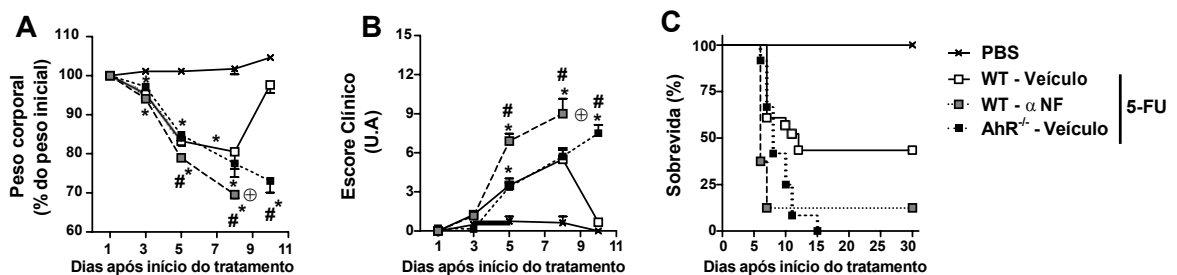 A
Peso corporal
(% do peso inicial)
110
100
90
80
70
60
* * * * * *
#* #* #*
⊕
1 3 5 7 9 11
Dias após início do tratamento
B
Escore Clínico
(U.A)
15
12
9
6
3
0
# # #
* * * *
⊕
1 3 5 7 9 11
Dias após início do tratamento
C
Sobrevida (%)
100
75
50
25
0
0 5 10 15 20 25 30
Dias após início do tratamento
PBS
WT - Veículo
WT - α NF
AhR-/- - Veículo
5-FU